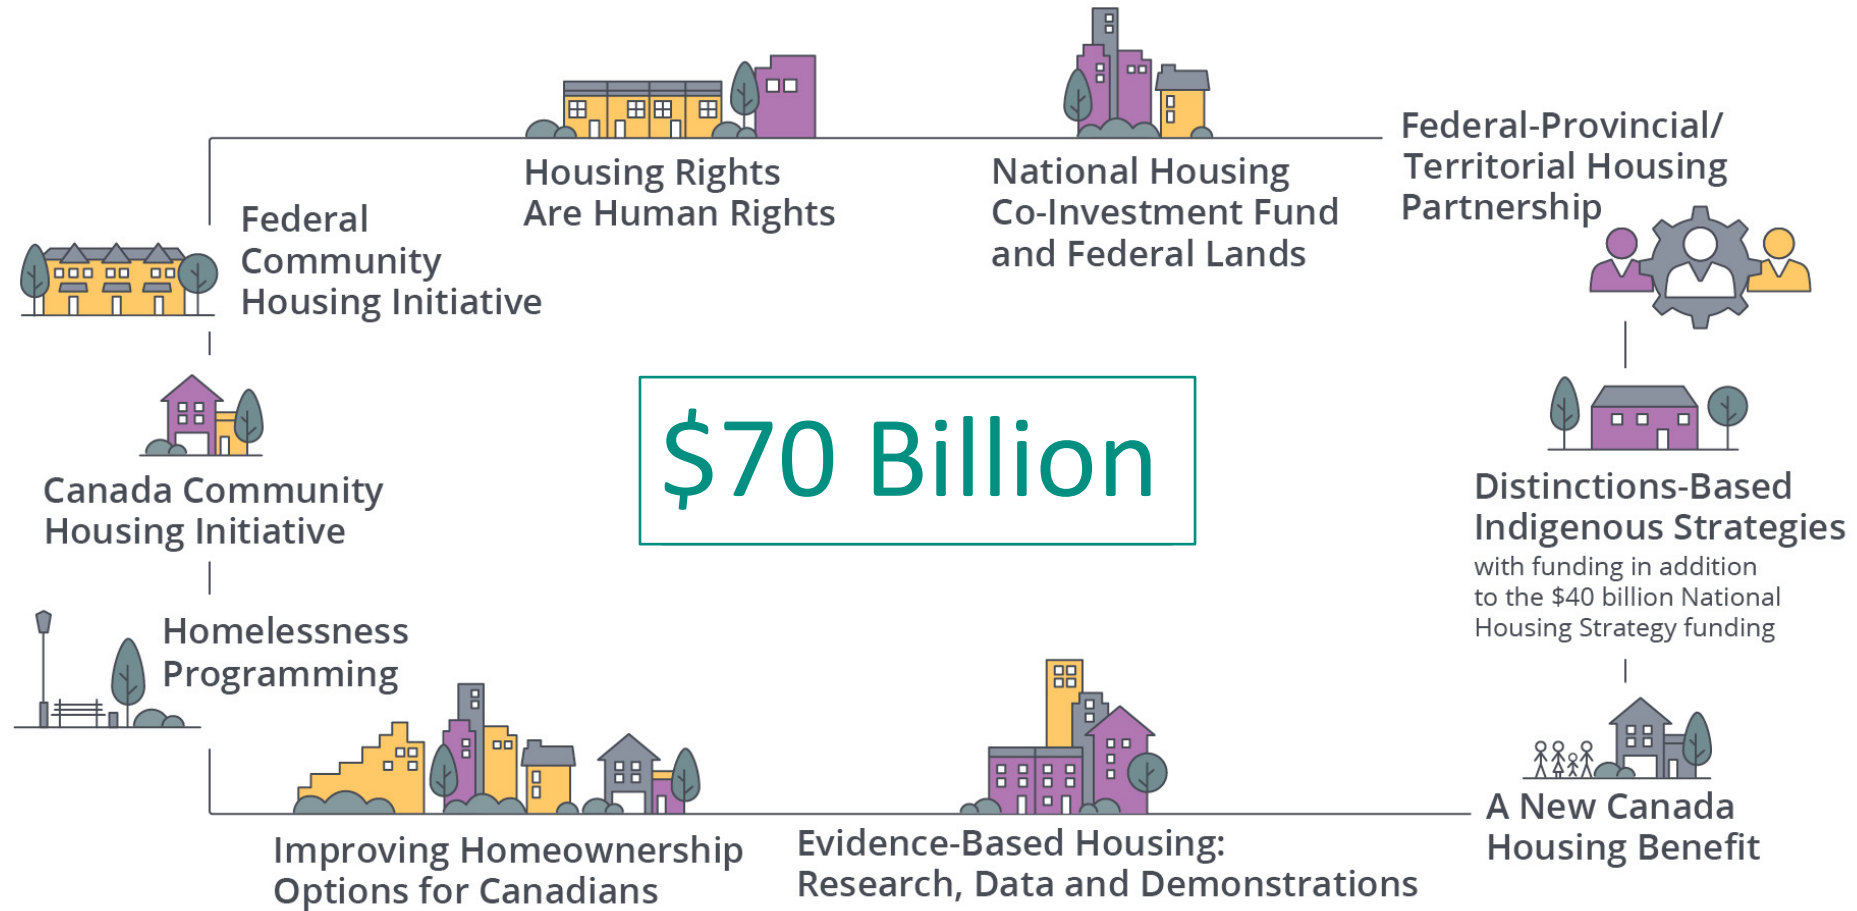 Housing Rights
Are Human Rights
National Housing
Co-Investment Fund
and Federal Lands
Federal-Provincial/
Territorial Housing
Partnership
Federal
Community
Housing Initiative
$70 Billion
Canada Community
Housing Initiative
Distinctions-Based
Indigenous Strategies
with funding in addition
to the $40 billion National
Housing Strategy funding
Homelessness
Programming
Improving Homeownership
Options for Canadians
Evidence-Based Housing:
Research, Data and Demonstrations
A New Canada
Housing Benefit